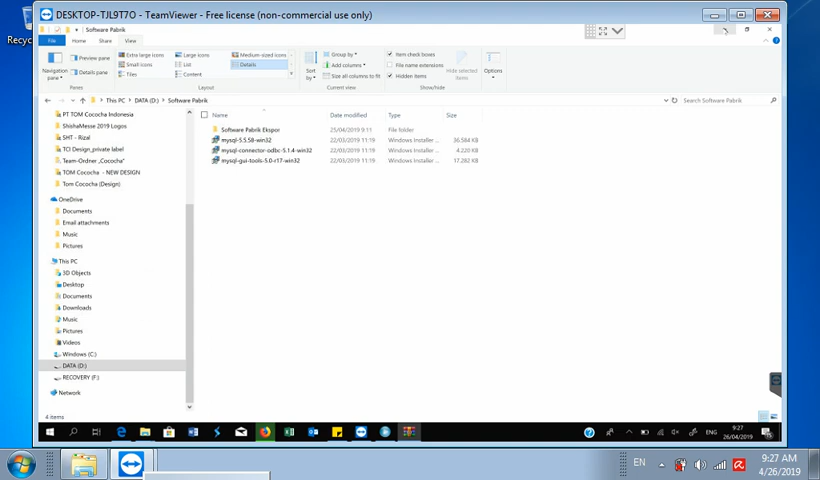 DESKTOP-TJL9T7O - TeamViewer - Free license (non-commercial use only)
Software Pabrik
File Home Share View
Navigation pane
Preview pane
Details pane
Extra large icons Large icons Medium-sized icons
Small icons List Details
Tiles Content
Sort by
Group by
Add columns
Size all columns to fit
Item check boxes
File name extensions
Hidden items
Hide selected items
Options
Panes Layout Current view Show/hide
This PC DATA (D:) Software Pabrik
Search Software Pabrik
PT TOM Cococha Indonesia
ShishaMesse 2019 Logos
SHT - Rizal
TCI Design_private label
Team-Ordner „Cococha"
TOM Cococha - NEW DESIGN
Tom Cococha (Design)
OneDrive
Documents
Email attachments
Music
Pictures
This PC
3D Objects
Desktop
Documents
Downloads
Music
Pictures
Videos
Windows (C:)
DATA (D:)
RECOVERY (F:)
Network
Name Date modified Type Size
Software Pabrik Ekspor 25/04/2019 9:11 File folder
mysql-5.5.58-win32 22/03/2019 11:19 Windows Installer ... 36.584 KB
mysql-connector-odbc-5.1.4-win32 22/03/2019 11:19 Windows Installer ... 4.220 KB
mysql-gui-tools-5.0-r17-win32 22/03/2019 11:19 Windows Installer ... 17.282 KB
4 items
ENG
9:27
26/04/2019
EN
9:27 AM
4/26/2019
Recyc